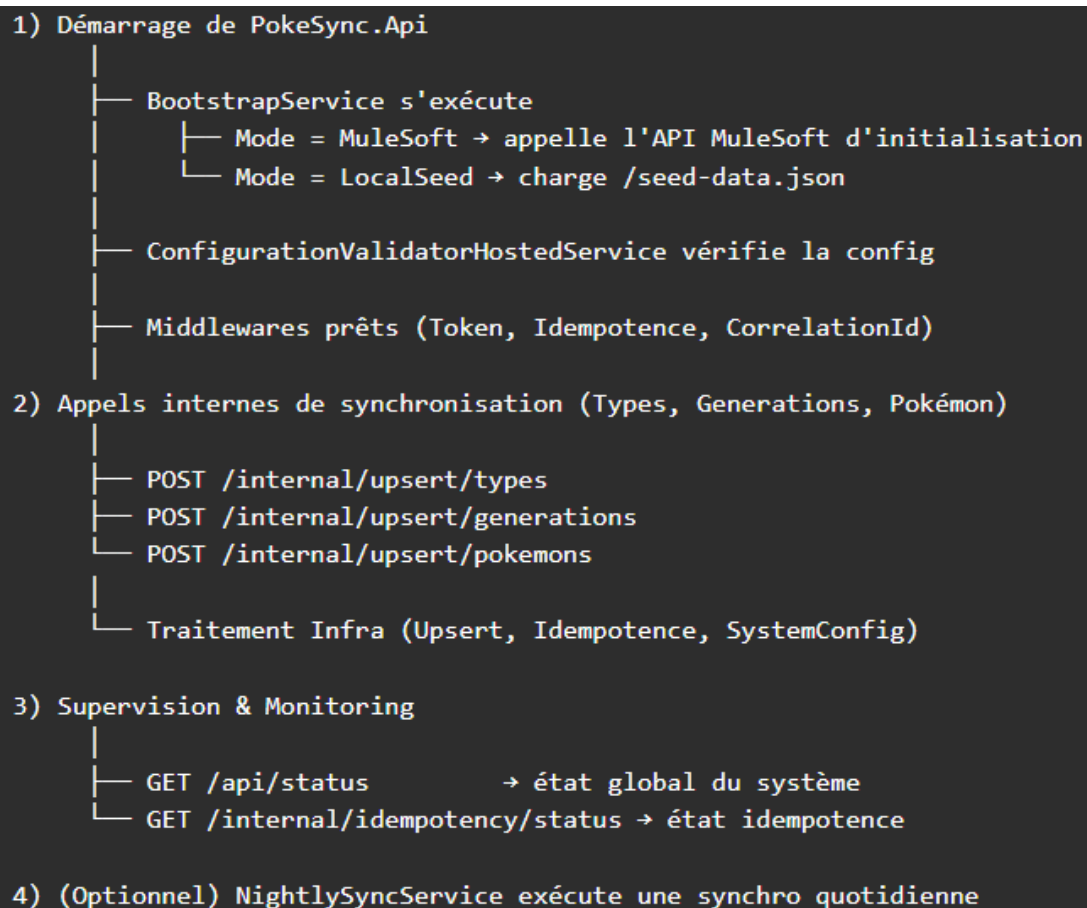 1) Démarrage de PokeSync.Api
│
├── BootstrapService s'exécute
│ ├── Mode = MuleSoft → appelle l'API MuleSoft d'initialisation
│ └── Mode = LocalSeed → charge /seed-data.json
│
├── ConfigurationValidatorHostedService vérifie la config
│
├── Middlewares prêts (Token, Idempotence, CorrelationId)
│
2) Appels internes de synchronisation (Types, Generations, Pokémon)
│
├── POST /internal/upsert/types
├── POST /internal/upsert/generations
└── POST /internal/upsert/pokemons
│
└── Traitement Infra (Upsert, Idempotence, SystemConfig)
3) Supervision & Monitoring
│
├── GET /api/status → état global du système
└── GET /internal/idempotency/status → état idempotence
4) (Optionnel) NightlySyncService exécute une synchro quotidienne